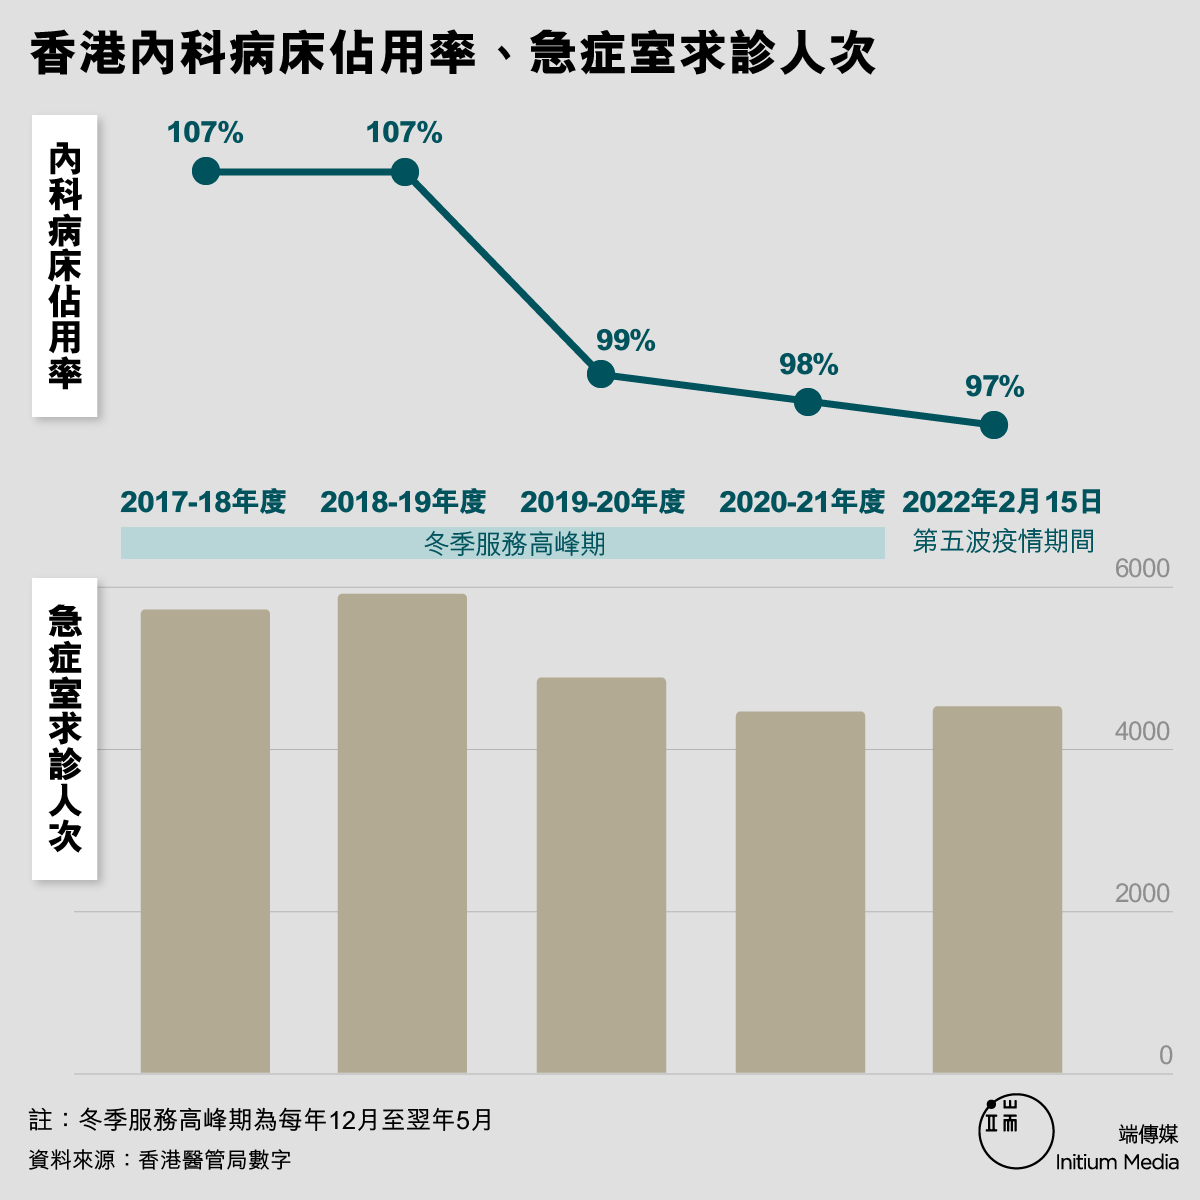 香港內科病床佔用率、急症室求診人次
內科病床佔用率
107%
107%
99%
98%
97%
2017-18年度
2018-19年度
2019-20年度
2020-21年度
2022年2月15日
冬季服務高峰期
第五波疫情期間
急症室求診人次
6000
4000
2000
0
註：冬季服務高峰期為每年12月至翌年5月
資料來源：香港醫管局數字
端
端傳媒
Initium Media